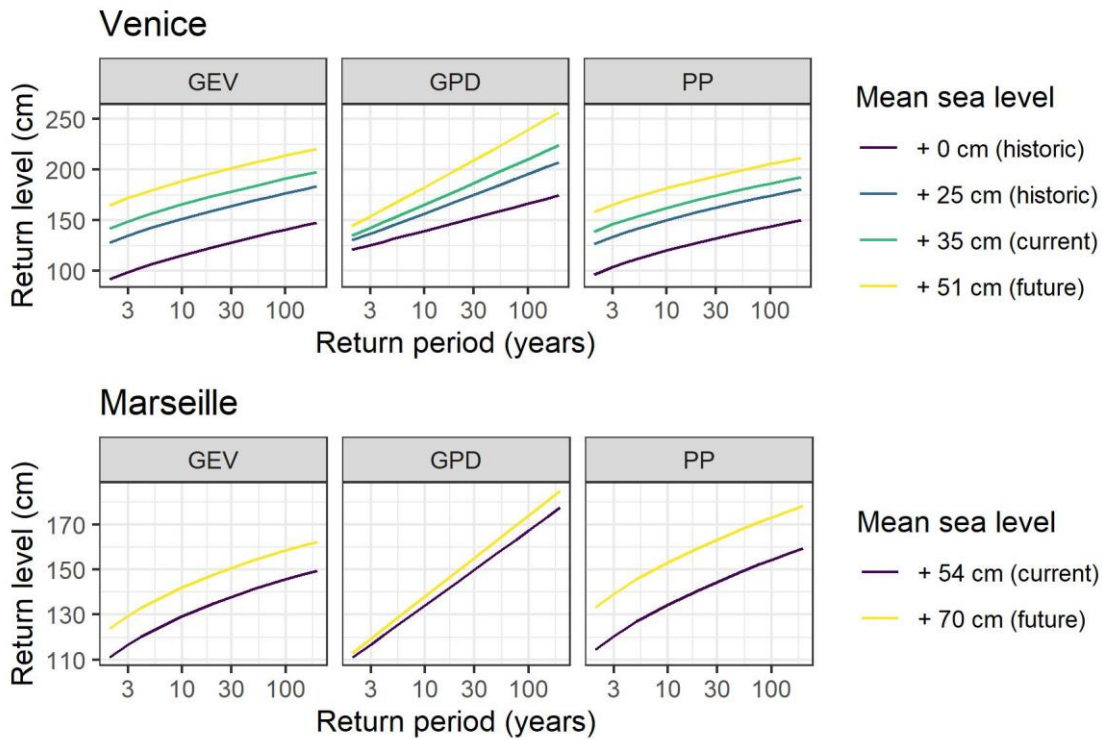 Venice
GEV GPD PP
Return level (cm)
250
200
150
100
3 10 30 100 3 10 30 100 3 10 30 100
Return period (years)
Mean sea level
+ 0 cm (historic)
+ 25 cm (historic)
+ 35 cm (current)
+ 51 cm (future)
Marseille
GEV GPD PP
Return level (cm)
170
150
130
110
3 10 30 100 3 10 30 100 3 10 30 100
Return period (years)
Mean sea level
+ 54 cm (current)
+ 70 cm (future)